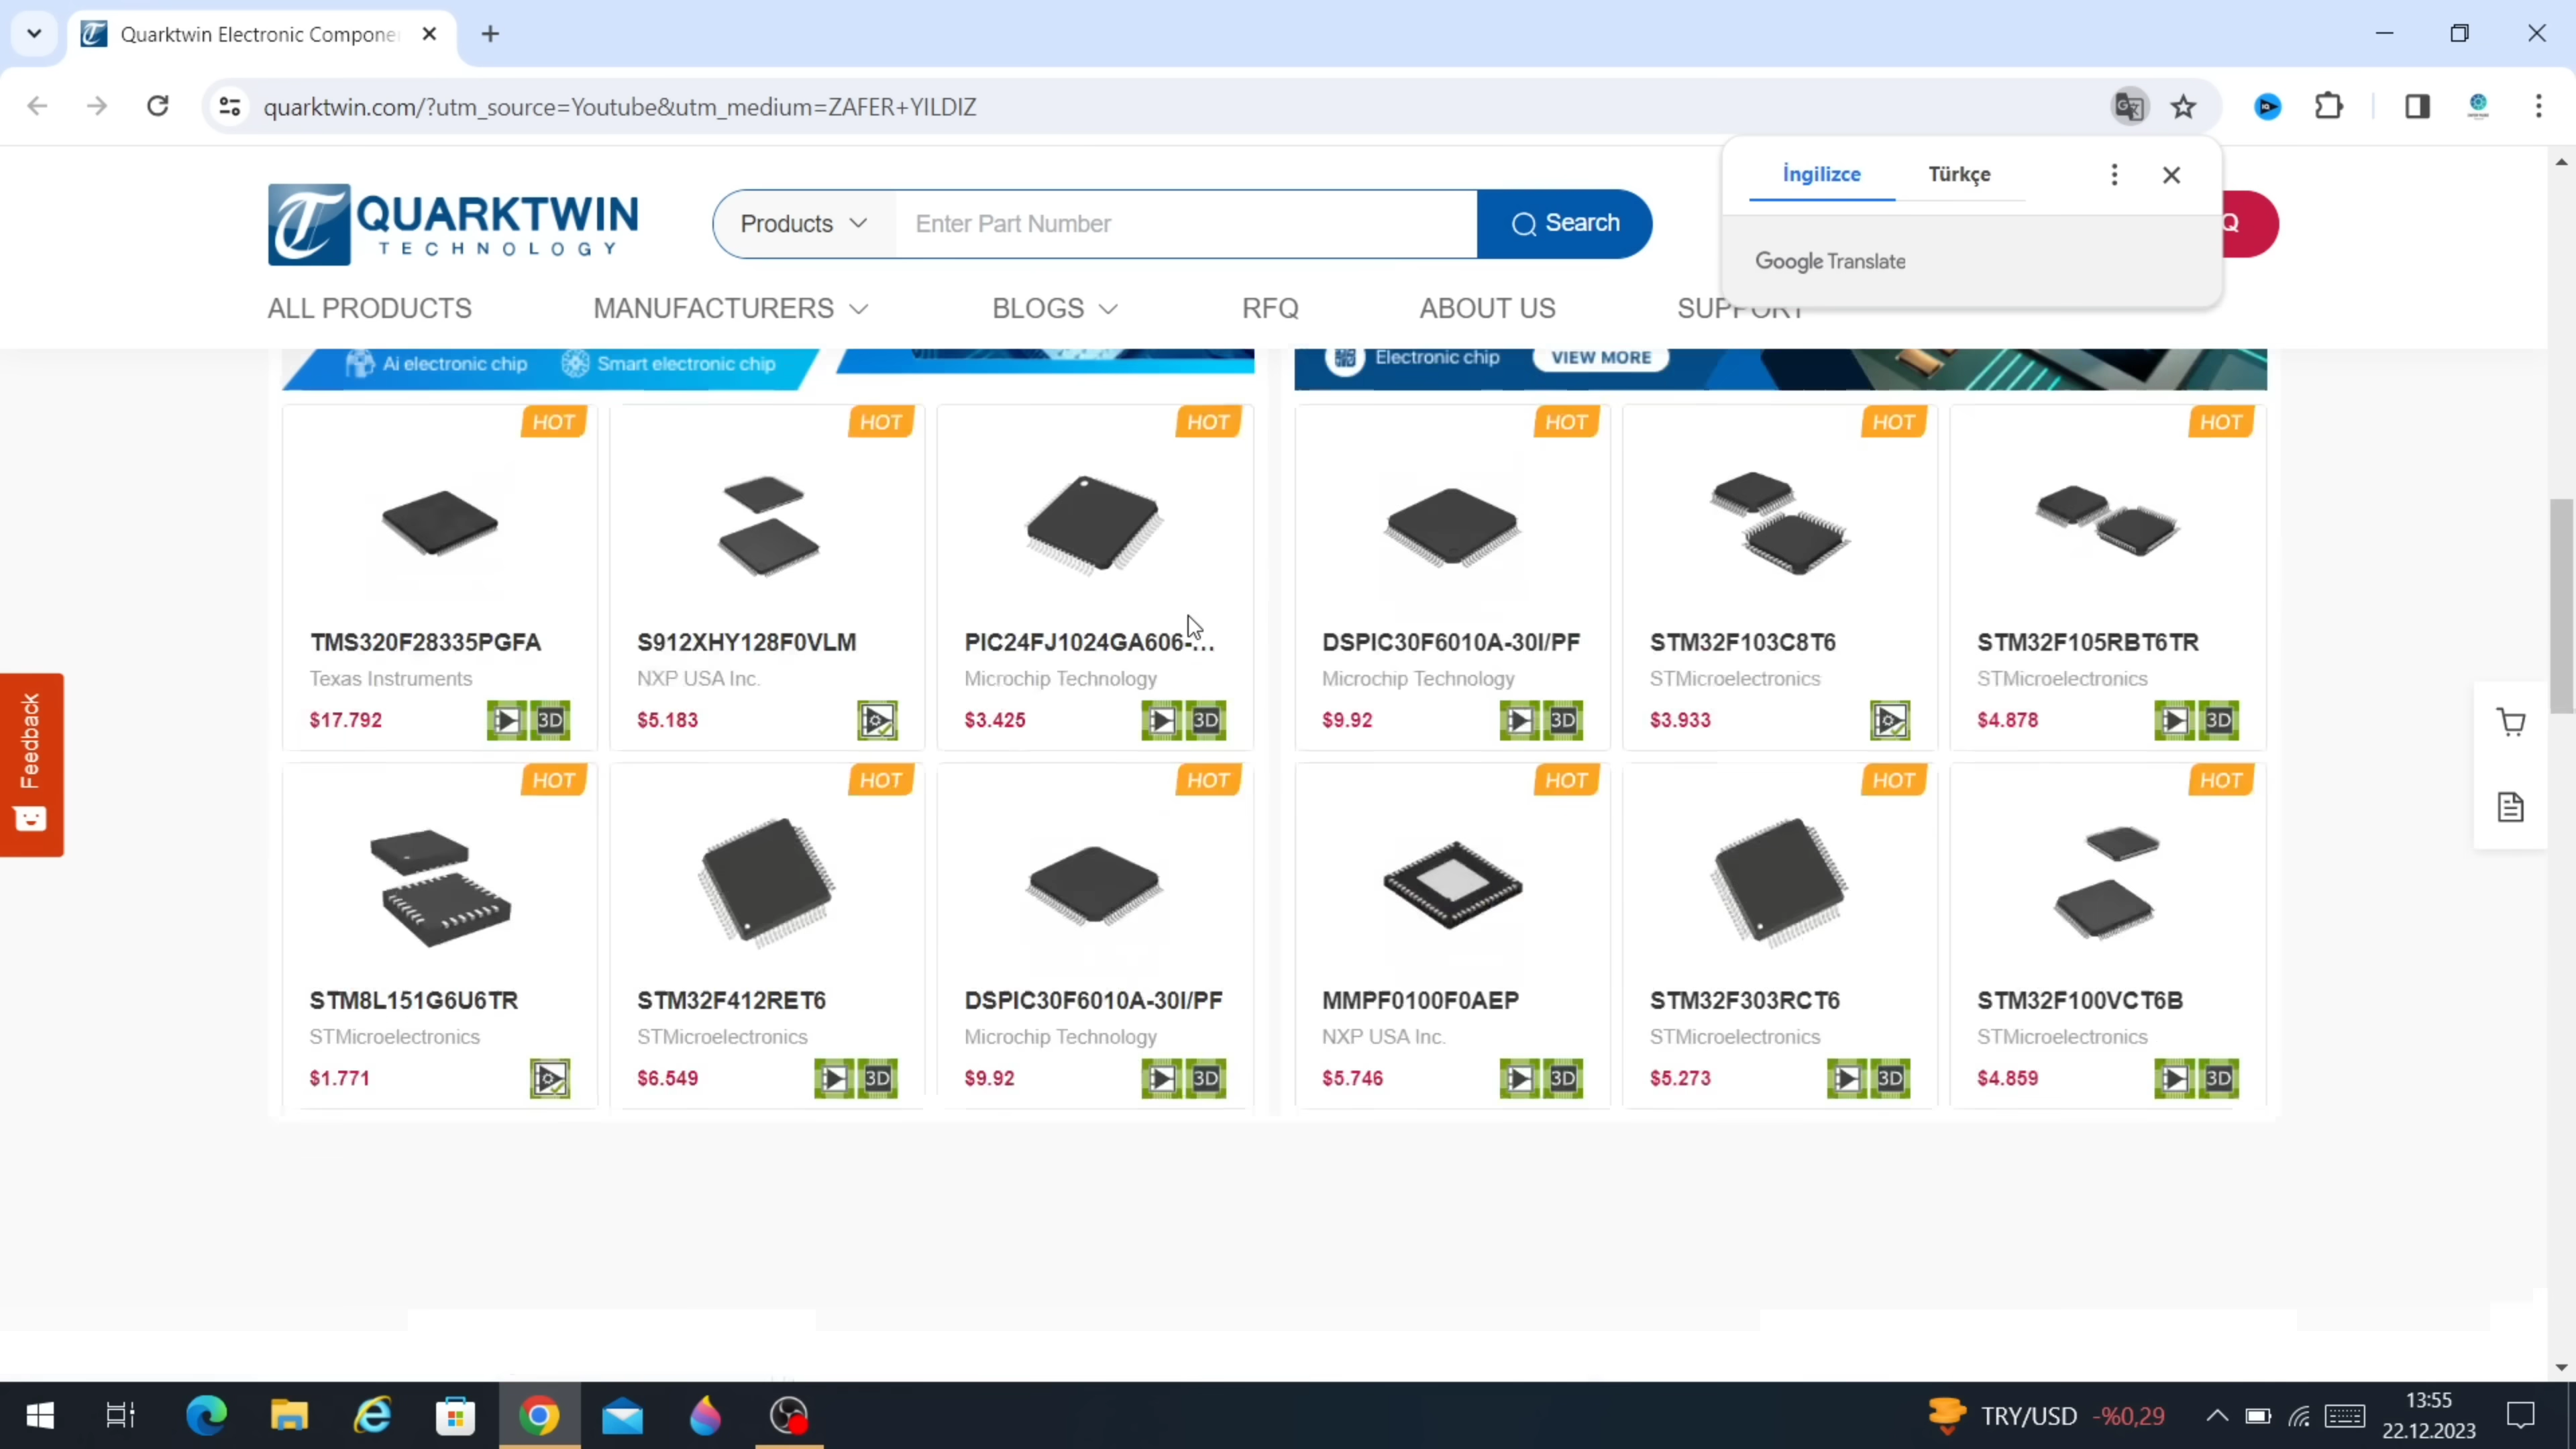 Quarktwin Electronic Compone
quarktwin.com/?utm_source=Youtube&utm_medium=ZAFER+YILDIZ
İngilizce
Türkçe
Google Translate
QUARKTWIN
TECHNOLOGY
Products
Enter Part Number
Search
Q
ALL PRODUCTS
MANUFACTURERS
BLOGS
RFQ
ABOUT US
SUPPORT
Ai electronic chip
Smart electronic chip
Electronic chip
VIEW MORE
HOT
HOT
HOT
HOT
HOT
HOT
TMS320F28335PGFA
Texas Instruments
$17.792
3D
S912XHY128F0VLM
NXP USA Inc.
$5.183
PIC24FJ1024GA606-...
Microchip Technology
$3.425
3D
DSPIC30F6010A-30I/PF
Microchip Technology
$9.92
3D
STM32F103C8T6
STMicroelectronics
$3.933
STM32F105RBT6TR
STMicroelectronics
$4.878
3D
HOT
HOT
HOT
HOT
HOT
HOT
STM8L151G6U6TR
STMicroelectronics
$1.771
STM32F412RET6
STMicroelectronics
$6.549
3D
DSPIC30F6010A-30I/PF
Microchip Technology
$9.92
3D
MMPF0100F0AEP
NXP USA Inc.
$5.746
3D
STM32F303RCT6
STMicroelectronics
$5.273
3D
STM32F100VCT6B
STMicroelectronics
$4.859
3D
Feedback
TRY/USD -%0,29
13:55
22.12.2023